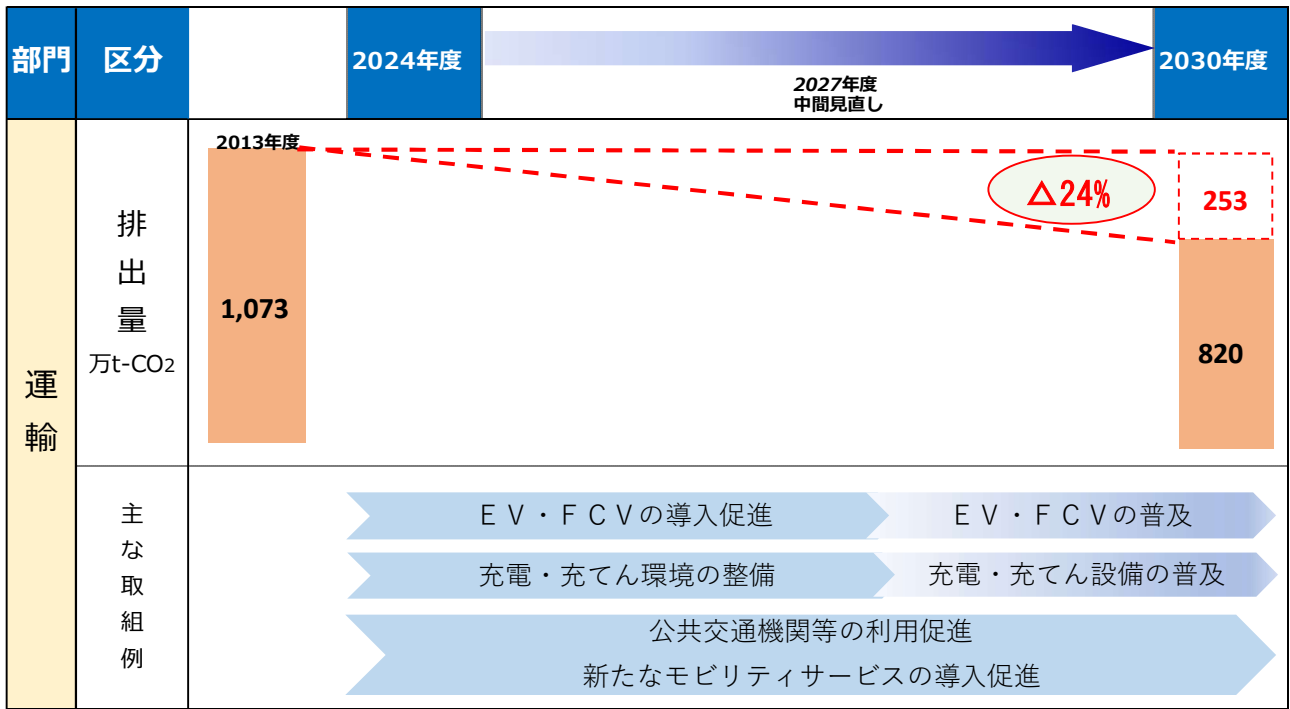 部門
区分
2024年度
2030年度
2027年度
中間見直し
運輸
排出量
万t-CO2
2013年度
1,073
△24%
253
820
主な取組例
ＥＶ・ＦＣＶの導入促進
ＥＶ・ＦＣＶの普及
充電・充てん環境の整備
充電・充てん設備の普及
公共交通機関等の利用促進
新たなモビリティサービスの導入促進